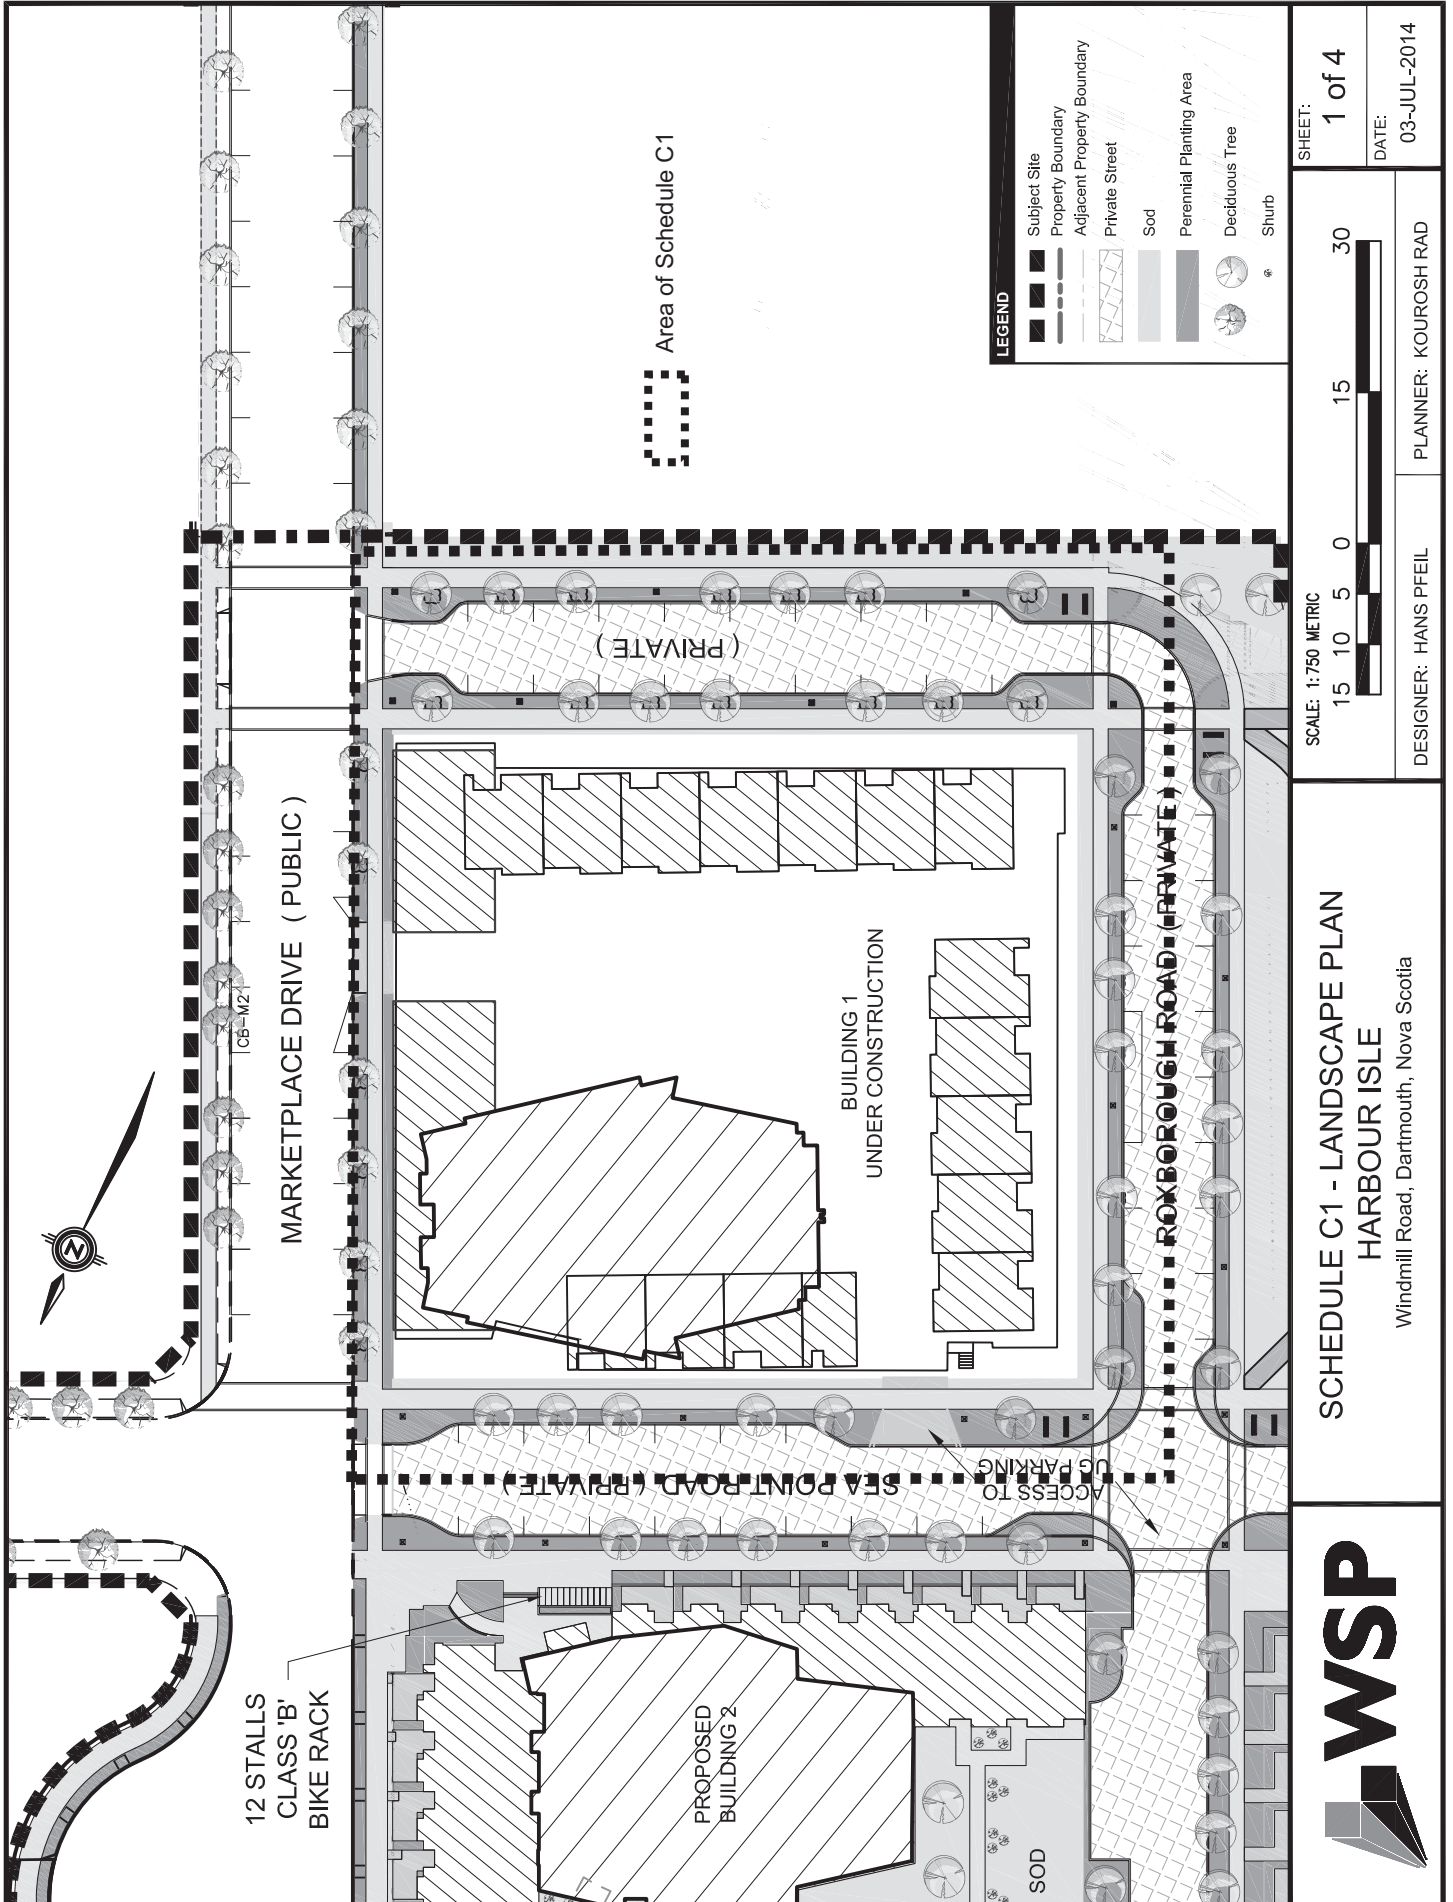 12 STALLS
CLASS 'B'
BIKE RACK
MARKETPLACE DRIVE ( PUBLIC )
CB-M2
N
PROPOSED
BUILDING 2
SOD
SEA POINT ROAD ( PRIVATE )
ACCESS TO
UG PARKING
BUILDING 1
UNDER CONSTRUCTION
( PRIVATE )
ROXBOROUGH ROAD (PRIVATE )
Area of Schedule C1
LEGEND
Subject Site
Property Boundary
Adjacent Property Boundary
Private Street
Sod
Perennial Planting Area
Deciduous Tree
Shurb
WSP
SCHEDULE C1 - LANDSCAPE PLAN
HARBOUR ISLE
Windmill Road, Dartmouth, Nova Scotia
SCALE: 1:750 METRIC
15 10 5 0 15 30
DESIGNER: HANS PFEIL
PLANNER: KOUROSH RAD
SHEET:
1 of 4
DATE:
03-JUL-2014